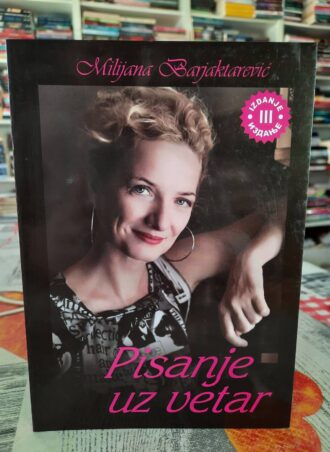 Milijana Barjaktarević
IZDANJE
III
ИЗДАЊЕ
Pisanje
uz vetar